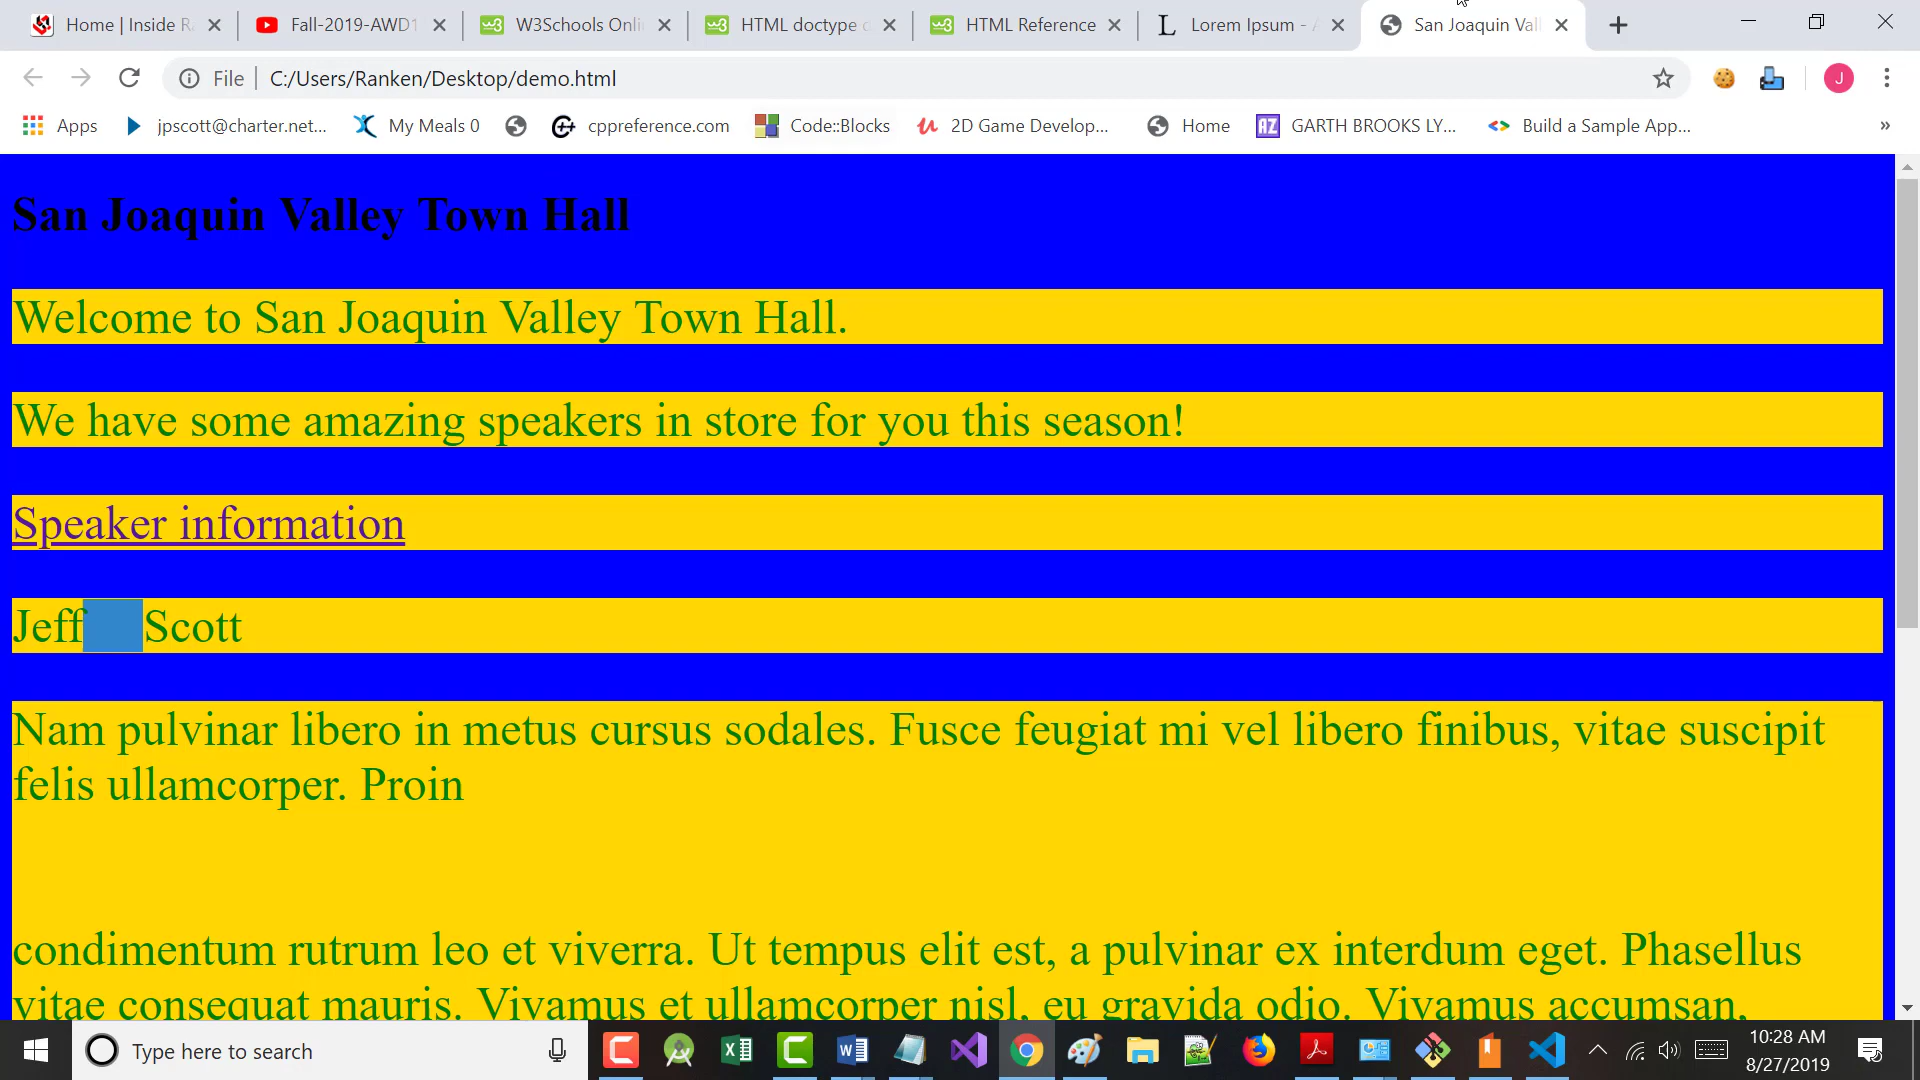 Home | Inside R
Fall-2019-AWD1
W3Schools Onli
HTML doctype
HTML Reference
Lorem Ipsum -
San Joaquin Val
File
C:/Users/Ranken/Desktop/demo.html
J
Apps
jpscott@charter.net...
My Meals 0
cppreference.com
Code::Blocks
2D Game Develop...
Home
AZ
GARTH BROOKS LY...
Build a Sample App...
»
San Joaquin Valley Town Hall
Welcome to San Joaquin Valley Town Hall.
We have some amazing speakers in store for you this season!
Speaker information
Jeff Scott
Nam pulvinar libero in metus cursus sodales. Fusce feugiat mi vel libero finibus, vitae suscipit
felis ullamcorper. Proin
condimentum rutrum leo et viverra. Ut tempus elit est, a pulvinar ex interdum eget. Phasellus
vitae consequat mauris. Vivamus et ullamcorper nisl, eu gravida odio. Vivamus accumsan,
Type here to search
10:28 AM
8/27/2019